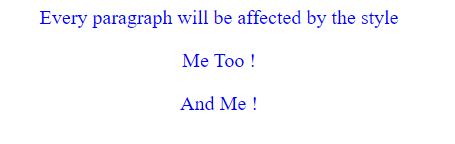 Every paragraph will be affected by the style
Me Too !
And Me !